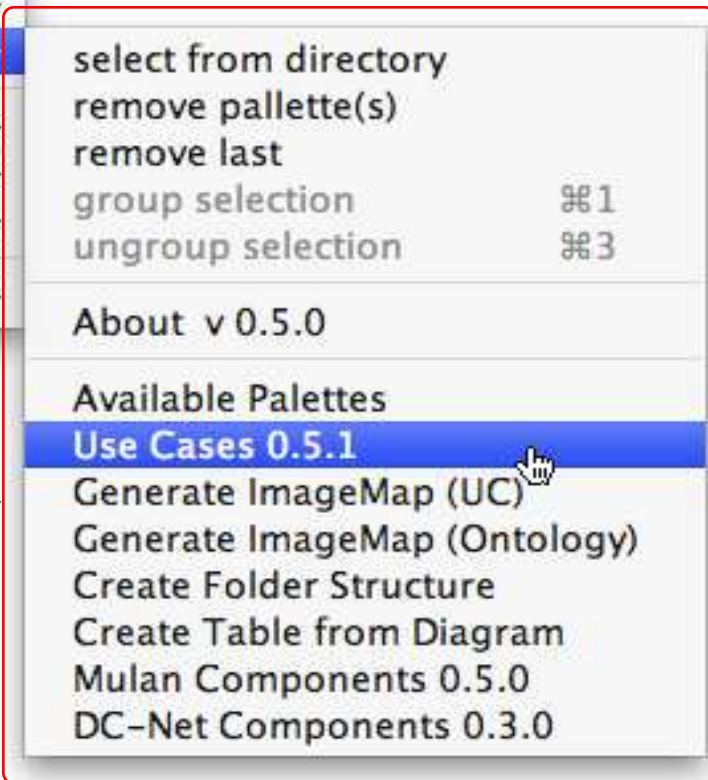 select from directory
remove pallette(s)
remove last
group selection ⌘1
ungroup selection ⌘3
About v 0.5.0
Available Palettes
Use Cases 0.5.1
Generate ImageMap (UC)
Generate ImageMap (Ontology)
Create Folder Structure
Create Table from Diagram
Mulan Components 0.5.0
DC-Net Components 0.3.0